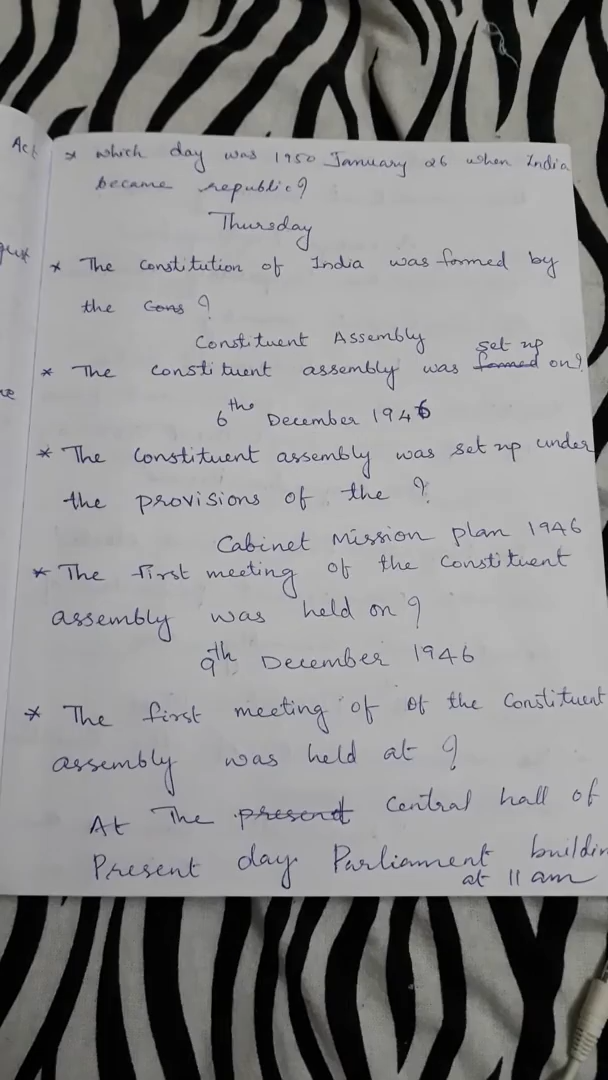 Act
* which day was 1950 January 26 when India
became republic?
Thursday
* The constitution of India was formed by
the Cons ?
Constituent Assembly
* The constituent assembly was formed set up on?
6the December 1946
* The constituent assembly was set up under
the provisions of the ?
Cabinet Mission plan 1946
* The first meeting of the constituent
assembly was held on ?
9th December 1946
* The first meeting of of the Constituent
assembly was held at ?
At The present Central hall of
Present day Parliament buildin
at 11 am